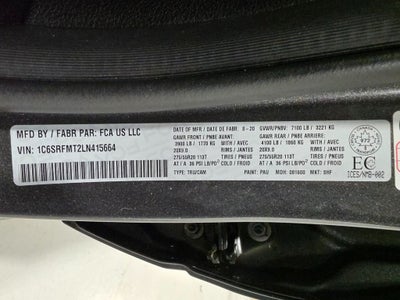 MFD BY / FABR PAR: FCA US LLC
VIN: 1C6SRFMT2LN415664
DATE OF MFR / DATE DE FABR: 8-20
GVWR/PNBV: 7100 LB / 3221 KG
GAWR FRONT / PNBE AVANT:
GAWR REAR / PNBE ARRIERE:
3900 LB / 1770 KG WITH / AVEC
4100 LB / 1860 KG WITH / AVEC
20X9.0 RIMS / JANTES
20X9.0 RIMS / JANTES
275/55R20 113T TIRES / PNEUS
275/55R20 113T TIRES / PNEUS
AT / A 36 PSI LB/PO² COLD / FROID
AT / A 36 PSI LB/PO² COLD / FROID
TYPE: TRU/CAM
PAINT: PAU
MDH: 081800
MKT: BHF
973
EC
ICES/NMB-002